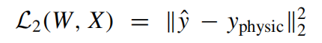 ℒ₂(W, X) = ‖ŷ − y_physic‖₂²